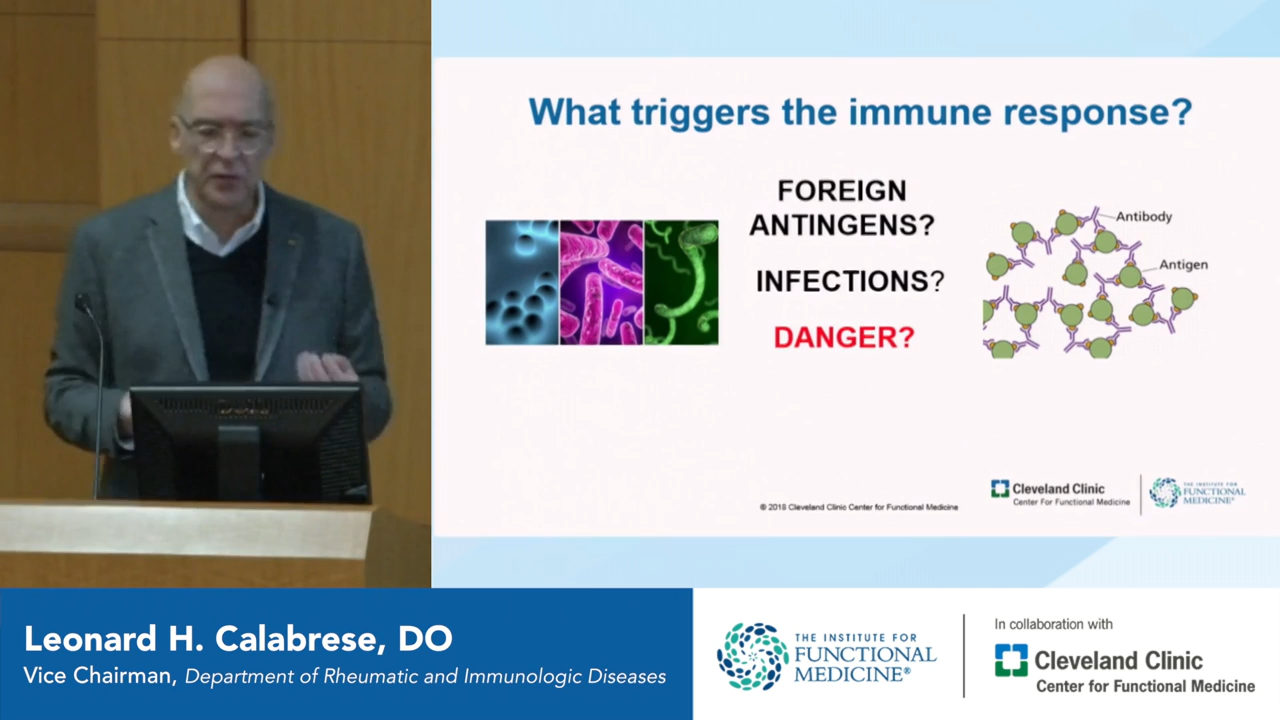 What triggers the immune response?
FOREIGN
ANTINGENS?
INFECTIONS?
DANGER?
Antibody
Antigen
© 2018 Cleveland Clinic Center for Functional Medicine
Cleveland Clinic
Center For Functional Medicine
THE INSTITUTE FOR
FUNCTIONAL
MEDICINE®
Leonard H. Calabrese, DO
Vice Chairman, Department of Rheumatic and Immunologic Diseases
THE INSTITUTE FOR
FUNCTIONAL
MEDICINE®
In collaboration with
Cleveland Clinic
Center for Functional Medicine